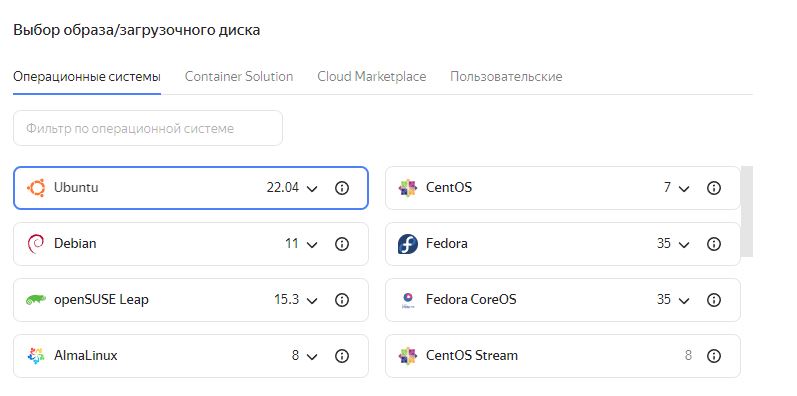 Выбор образа/загрузочного диска
Операционные системы Container Solution Cloud Marketplace Пользовательские
Фильтр по операционной системе
Ubuntu 22.04 CentOS 7
Debian 11 Fedora 35
openSUSE Leap 15.3 Fedora CoreOS 35
AlmaLinux 8 CentOS Stream 8